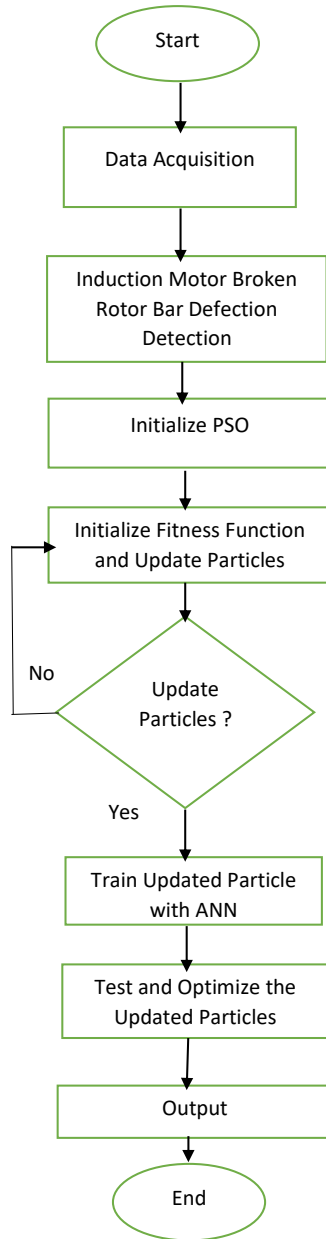 Start
Data Acquisition
Induction Motor Broken
Rotor Bar Defection
Detection
Initialize PSO
Initialize Fitness Function
and Update Particles
No
Update
Particles ?
Yes
Train Updated Particle
with ANN
Test and Optimize the
Updated Particles
Output
End